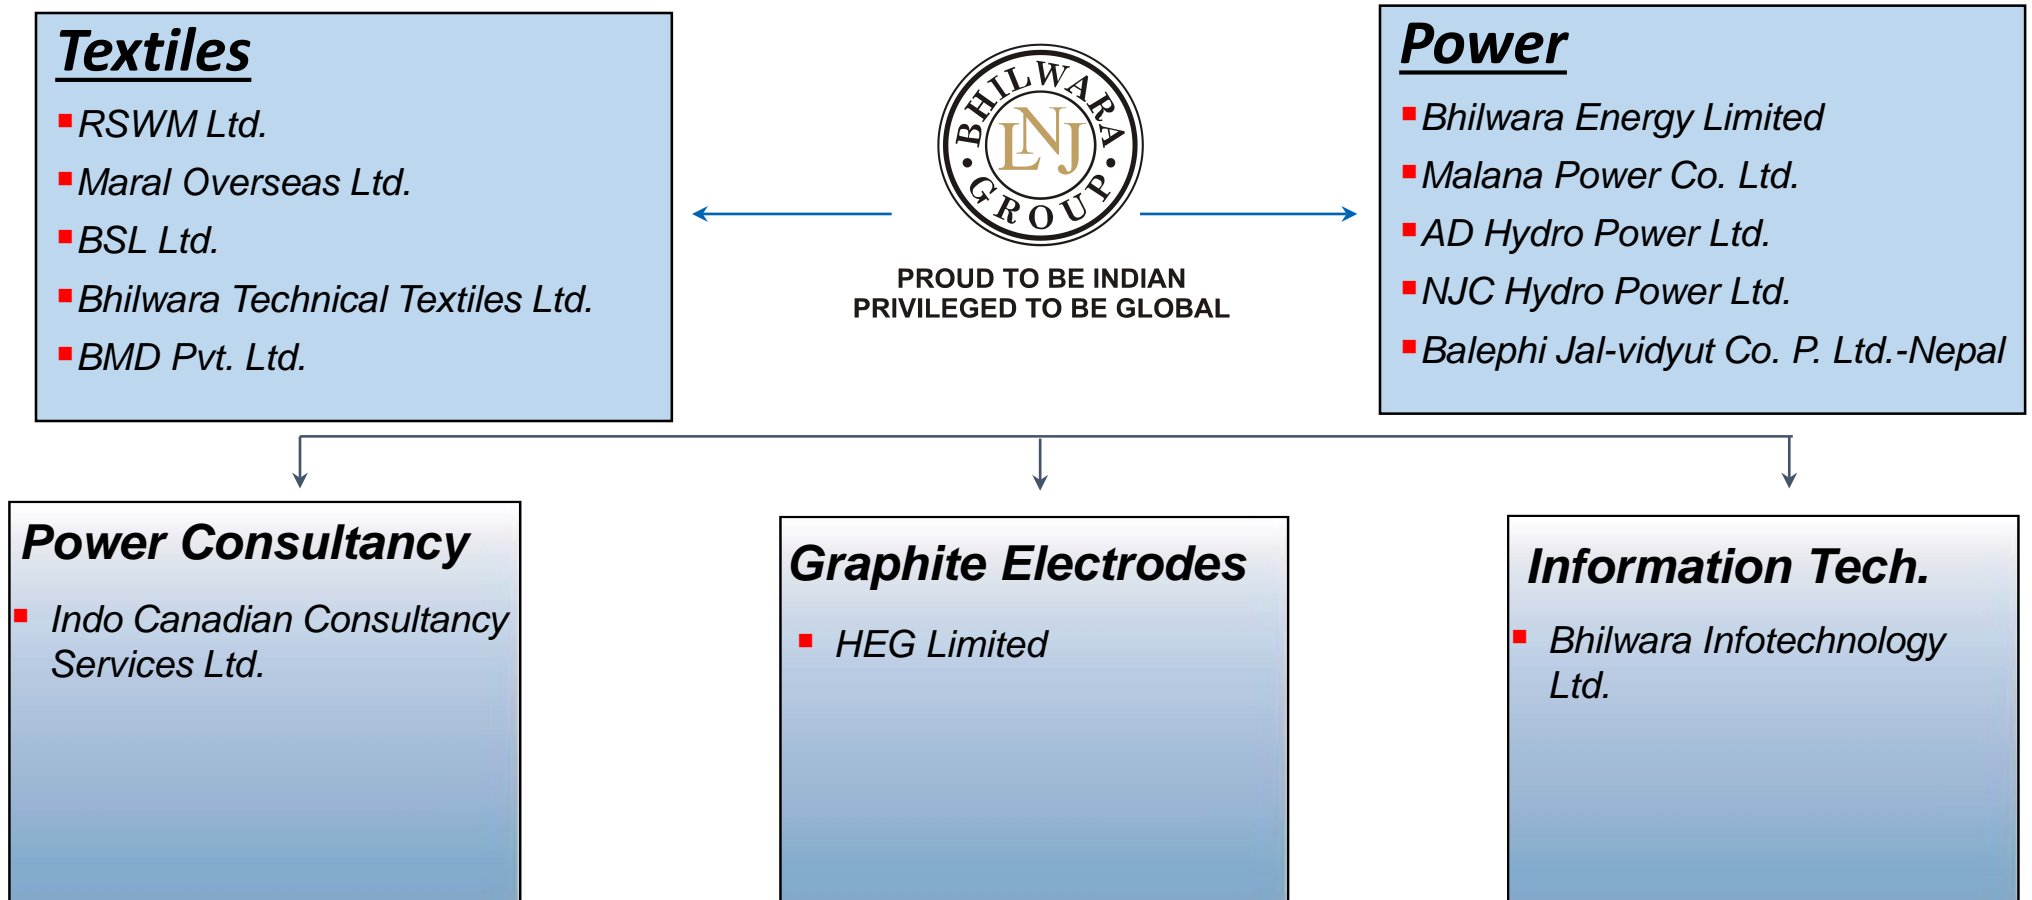 Textiles
RSWM Ltd.
Maral Overseas Ltd.
BSL Ltd.
Bhilwara Technical Textiles Ltd.
BMD Pvt. Ltd.
BHILWARA
LNJ
GROUP
PROUD TO BE INDIAN
PRIVILEGED TO BE GLOBAL
Power
Bhilwara Energy Limited
Malana Power Co. Ltd.
AD Hydro Power Ltd.
NJC Hydro Power Ltd.
Balephi Jal-vidyut Co. P. Ltd.-Nepal
Power Consultancy
Indo Canadian Consultancy
Services Ltd.
Graphite Electrodes
HEG Limited
Information Tech.
Bhilwara Infotechnology
Ltd.